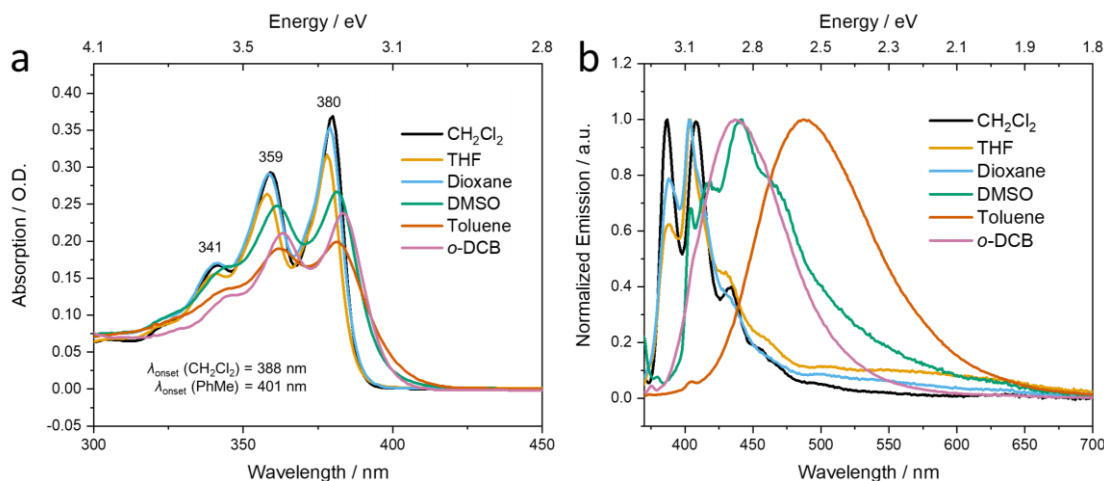 a
Energy / eV
4.1 3.5 3.1 2.8
Absorption / O.D.
0.40
0.35
0.30
0.25
0.20
0.15
0.10
0.05
0.00
-0.05
341
359
380
CH₂Cl₂
THF
Dioxane
DMSO
Toluene
o-DCB
λonset (CH₂Cl₂) = 388 nm
λonset (PhMe) = 401 nm
300 350 400 450
Wavelength / nm
b
Energy / eV
3.1 2.8 2.5 2.3 2.1 1.9 1.8
Normalized Emission / a.u.
1.0
0.8
0.6
0.4
0.2
0.0
CH₂Cl₂
THF
Dioxane
DMSO
Toluene
o-DCB
400 450 500 550 600 650 700
Wavelength / nm